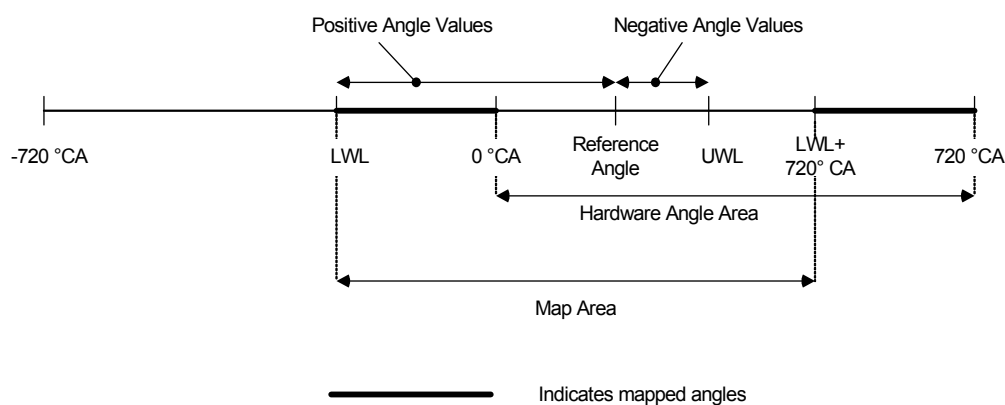 Positive Angle Values
Negative Angle Values
-720 °CA
LWL
0 °CA
Reference
Angle
UWL
LWL+
720° CA
720 °CA
Hardware Angle Area
Map Area
Indicates mapped angles